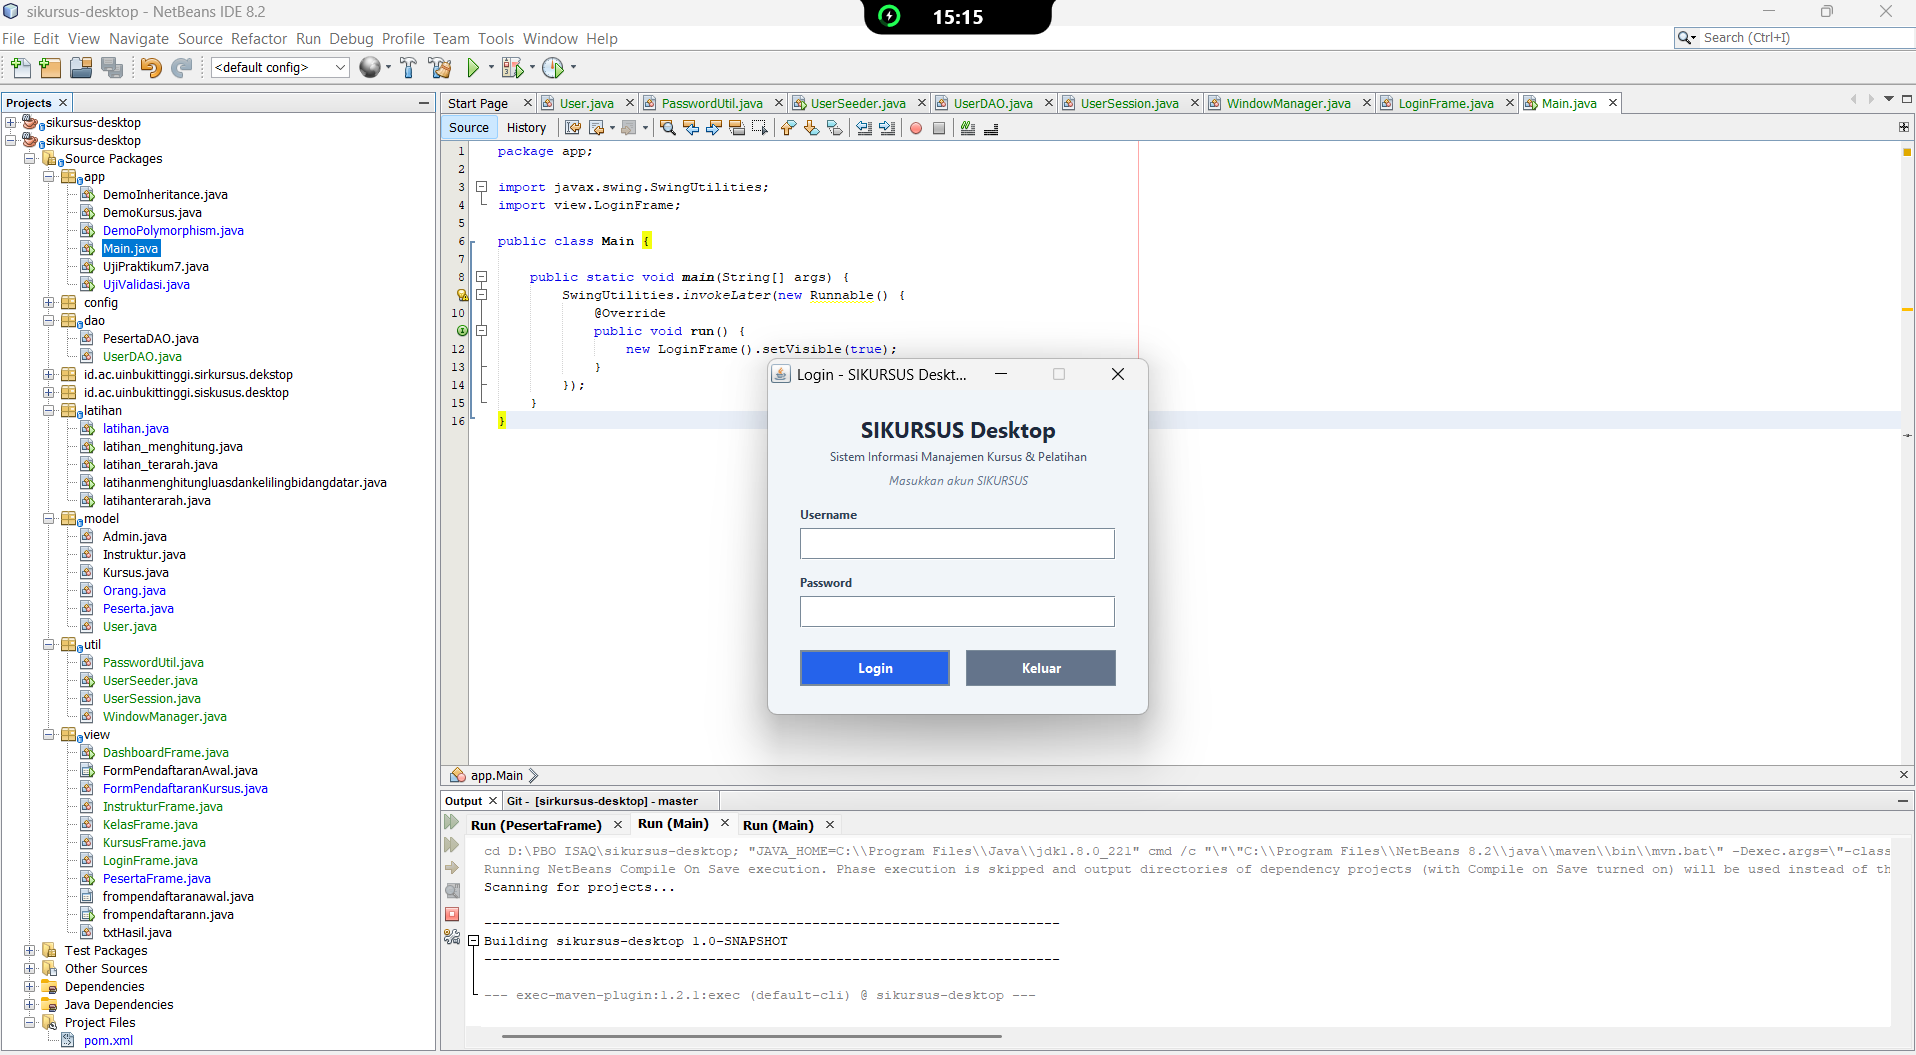 sikursus-desktop - NetBeans IDE 8.2
15:15
File Edit View Navigate Source Refactor Run Debug Profile Team Tools Window Help
Search (Ctrl+I)
<default config>
Projects
sikursus-desktop
sikursus-desktop
Source Packages
app
DemoInheritance.java
DemoKursus.java
DemoPolymorphism.java
Main.java
UjiPraktikum7.java
UjiValidasi.java
config
dao
PesertaDAO.java
UserDAO.java
id.ac.uinbukittinggi.sirkursus.dekstop
id.ac.uinbukittinggi.siskusus.desktop
latihan
latihan.java
latihan_menghitung.java
latihan_terarah.java
latihanmenghitungluasdankelilingbidangdatar.java
latihanterarah.java
model
Admin.java
Instruktur.java
Kursus.java
Orang.java
Peserta.java
User.java
util
PasswordUtil.java
UserSeeder.java
UserSession.java
WindowManager.java
view
DashboardFrame.java
FormPendaftaranAwal.java
FormPendaftaranKursus.java
InstrukturFrame.java
KelasFrame.java
KursusFrame.java
LoginFrame.java
PesertaFrame.java
frompendaftaranawal.java
frompendaftarann.java
txtHasil.java
Test Packages
Other Sources
Dependencies
Java Dependencies
Project Files
pom.xml
Start Page User.java PasswordUtil.java UserSeeder.java UserDAO.java UserSession.java WindowManager.java LoginFrame.java Main.java
Source History
1 package app;
2
3 import javax.swing.SwingUtilities;
4 import view.LoginFrame;
5
6 public class Main {
7
8 public static void main(String[] args) {
SwingUtilities.invokeLater(new Runnable() {
10 @Override
public void run() {
12 new LoginFrame().setVisible(true);
13 }
14 });
15 }
16 }
Login - SIKURSUS Deskt...
SIKURSUS Desktop
Sistem Informasi Manajemen Kursus & Pelatihan
Masukkan akun SIKURSUS
Username
Password
Login Keluar
app.Main
Output Git - [sirkursus-desktop] - master
Run (PesertaFrame) Run (Main) Run (Main)
cd D:\PBO ISAQ\sikursus-desktop; "JAVA_HOME=C:\\Program Files\\Java\\jdk1.8.0_221" cmd /c "\"\"C:\\Program Files\\NetBeans 8.2\\java\\maven\\bin\\mvn.bat\" -Dexec.args=\"-class
Running NetBeans Compile On Save execution. Phase execution is skipped and output directories of dependency projects (with Compile on Save turned on) will be used instead of th
Scanning for projects...
------------------------------------------------------------------------
Building sikursus-desktop 1.0-SNAPSHOT
------------------------------------------------------------------------
--- exec-maven-plugin:1.2.1:exec (default-cli) @ sikursus-desktop ---